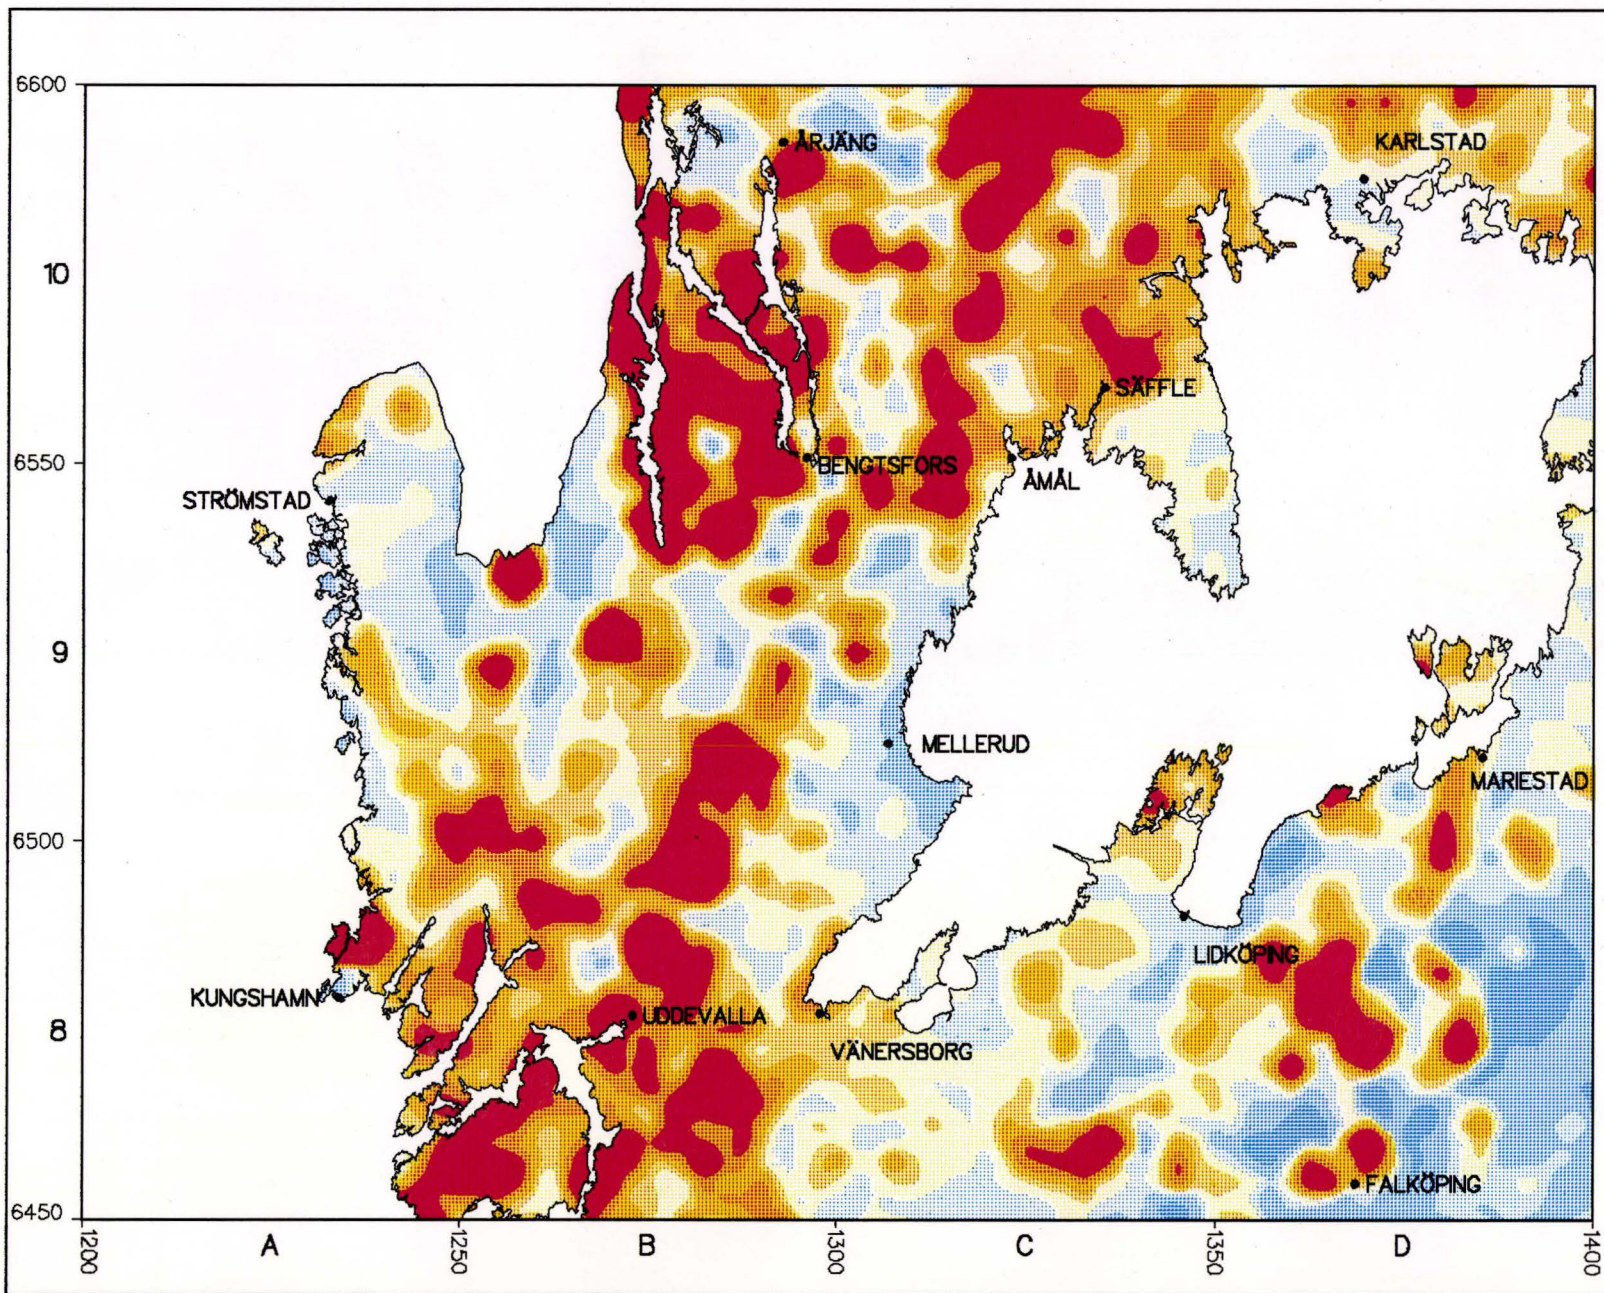 6600
ÅRJÄNG
KARLSTAD
10
SÄFFLE
6550
BENGTSFORS
ÅMÅL
STRÖMSTAD
9
MELLERUD
MARIESTAD
6500
LIDKÖPING
KUNGSHAMN
UDDEVALLA
8
VÄNERSBORG
FALKÖPING
6450
1200
A
1250
B
1300
C
1350
D
1400